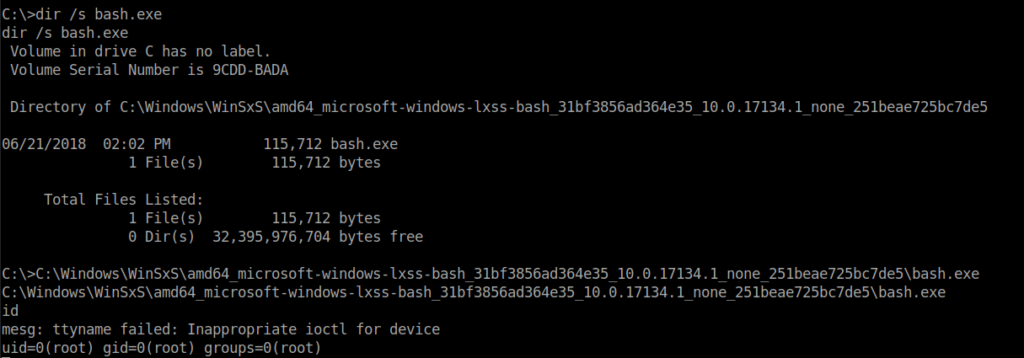 C:\>dir /s bash.exe
dir /s bash.exe
 Volume in drive C has no label.
 Volume Serial Number is 9CDD-BADA
 Directory of C:\Windows\WinSxS\amd64_microsoft-windows-lxss-bash_31bf3856ad364e35_10.0.17134.1_none_251beae725bc7de5
06/21/2018  02:02 PM           115,712 bash.exe
               1 File(s)        115,712 bytes
     Total Files Listed:
               1 File(s)        115,712 bytes
               0 Dir(s)  32,395,976,704 bytes free
C:\>C:\Windows\WinSxS\amd64_microsoft-windows-lxss-bash_31bf3856ad364e35_10.0.17134.1_none_251beae725bc7de5\bash.exe
C:\Windows\WinSxS\amd64_microsoft-windows-lxss-bash_31bf3856ad364e35_10.0.17134.1_none_251beae725bc7de5\bash.exe
id
mesg: ttyname failed: Inappropriate ioctl for device
uid=0(root) gid=0(root) groups=0(root)